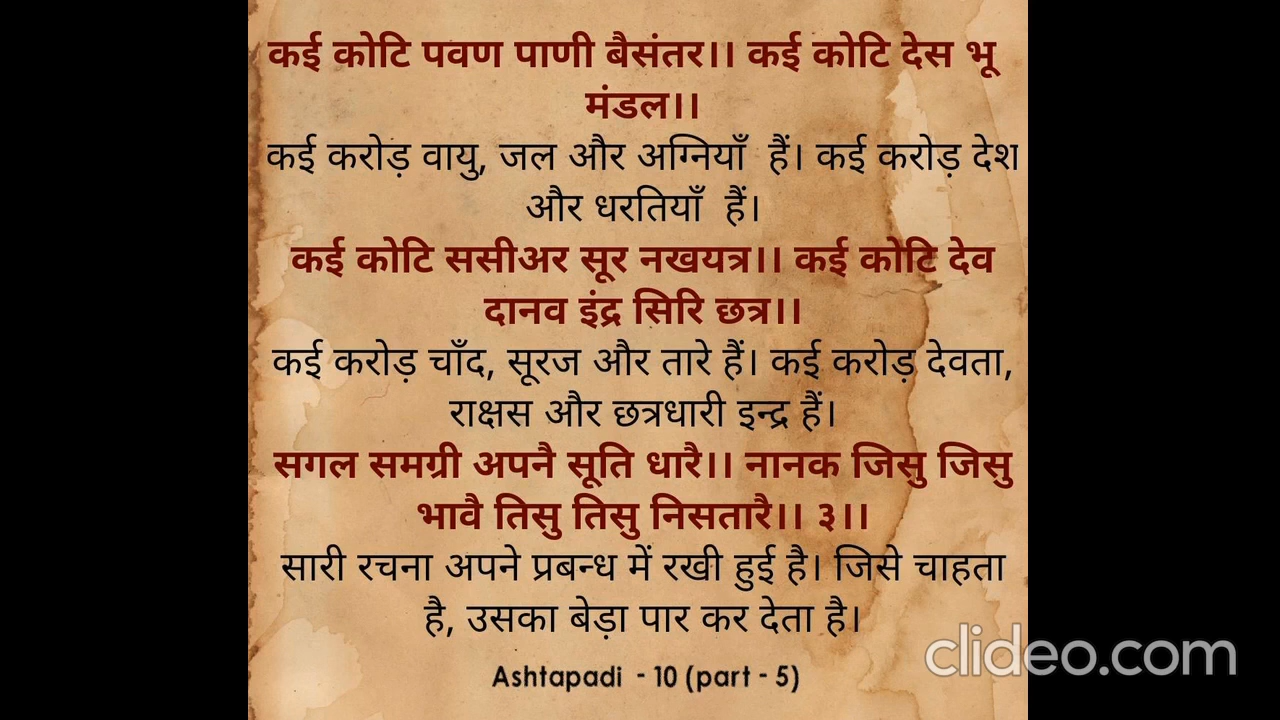 कई कोटि पवण पाणी बैसंतर।। कई कोटि देस भू
मंडल।।
कई करोड़ वायु, जल और अग्नियाँ हैं। कई करोड़ देश
और धरतियाँ हैं।
कई कोटि ससीअर सूर नखयत्र।। कई कोटि देव
दानव इंद्र सिरि छत्र।।
कई करोड़ चाँद, सूरज और तारे हैं। कई करोड़ देवता,
राक्षस और छत्रधारी इन्द्र हैं।
सगल समग्री अपनै सूति धारै।। नानक जिसु जिसु
भावै तिसु तिसु निसतारै।। ३।।
सारी रचना अपने प्रबन्ध में रखी हुई है। जिसे चाहता
है, उसका बेड़ा पार कर देता है।
Ashtapadi - 10 (part - 5)
clideo.com